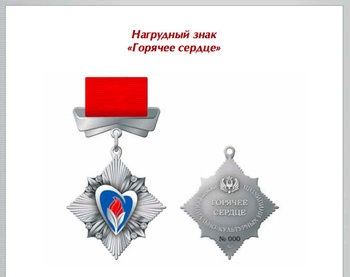 Нагрудный знак
«Горячее сердце»
ГОРЯЧЕЕ
СЕРДЦЕ
№ 000